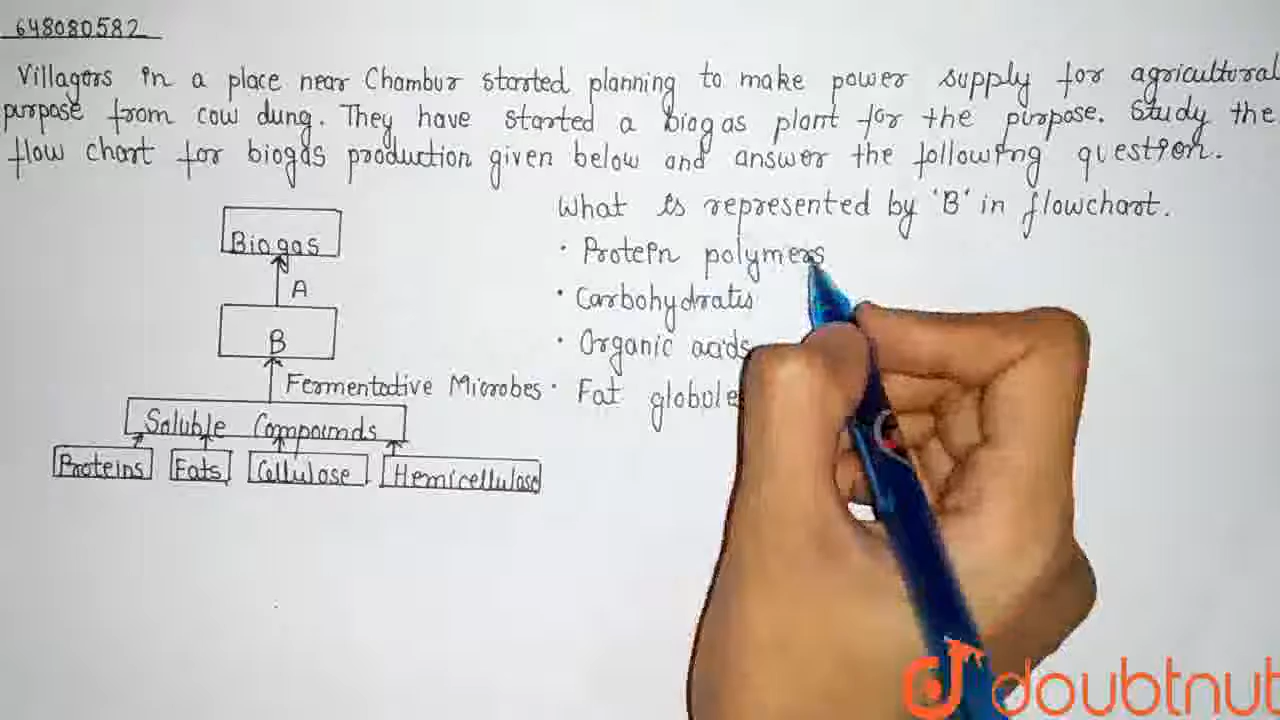 648080582
Villagers in a place near Chambur started planning to make power supply for agricultural
purpose from cow dung. They have started a biogas plant for the pirpose. Study the
flow chart for biogas production given below and answer the following question.
What is represented by 'B' in flowchart.
Biogas
A
B
Fermentative Microbes
Soluble Compounds
Proteins Fats Cellulose Hemicellulose
· Protein polymers
· Carbohydrates
· Organic acids
· Fat globule
doubtnut